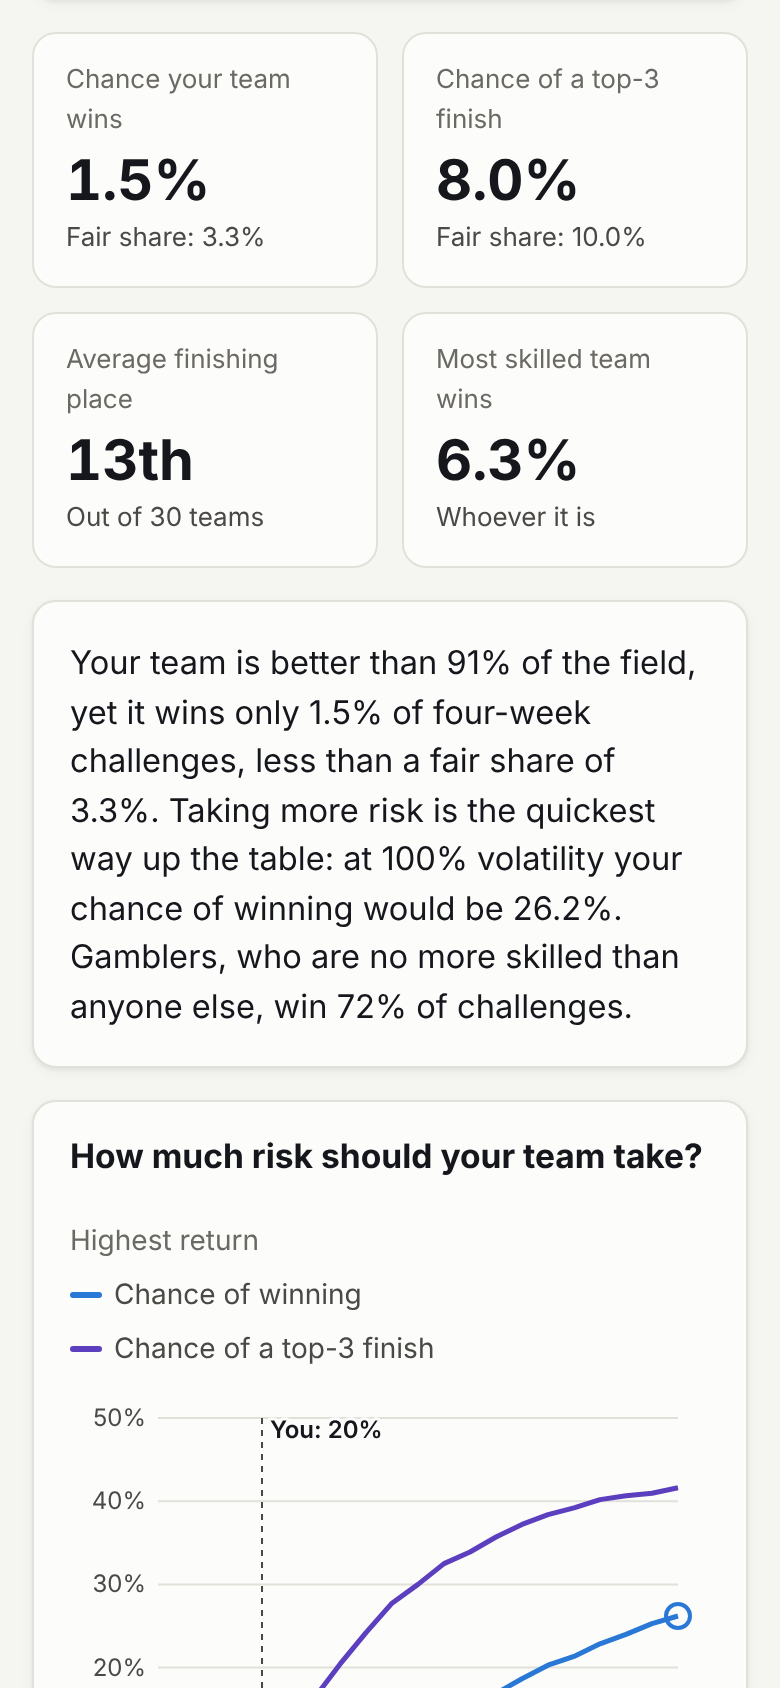 Chance your team
wins
1.5%
Fair share: 3.3%
Chance of a top-3
finish
8.0%
Fair share: 10.0%
Average finishing
place
13th
Out of 30 teams
Most skilled team
wins
6.3%
Whoever it is
Your team is better than 91% of the field,
yet it wins only 1.5% of four-week
challenges, less than a fair share of
3.3%. Taking more risk is the quickest
way up the table: at 100% volatility your
chance of winning would be 26.2%.
Gamblers, who are no more skilled than
anyone else, win 72% of challenges.
How much risk should your team take?
Highest return
Chance of winning
Chance of a top-3 finish
50%
You: 20%
40%
30%
20%